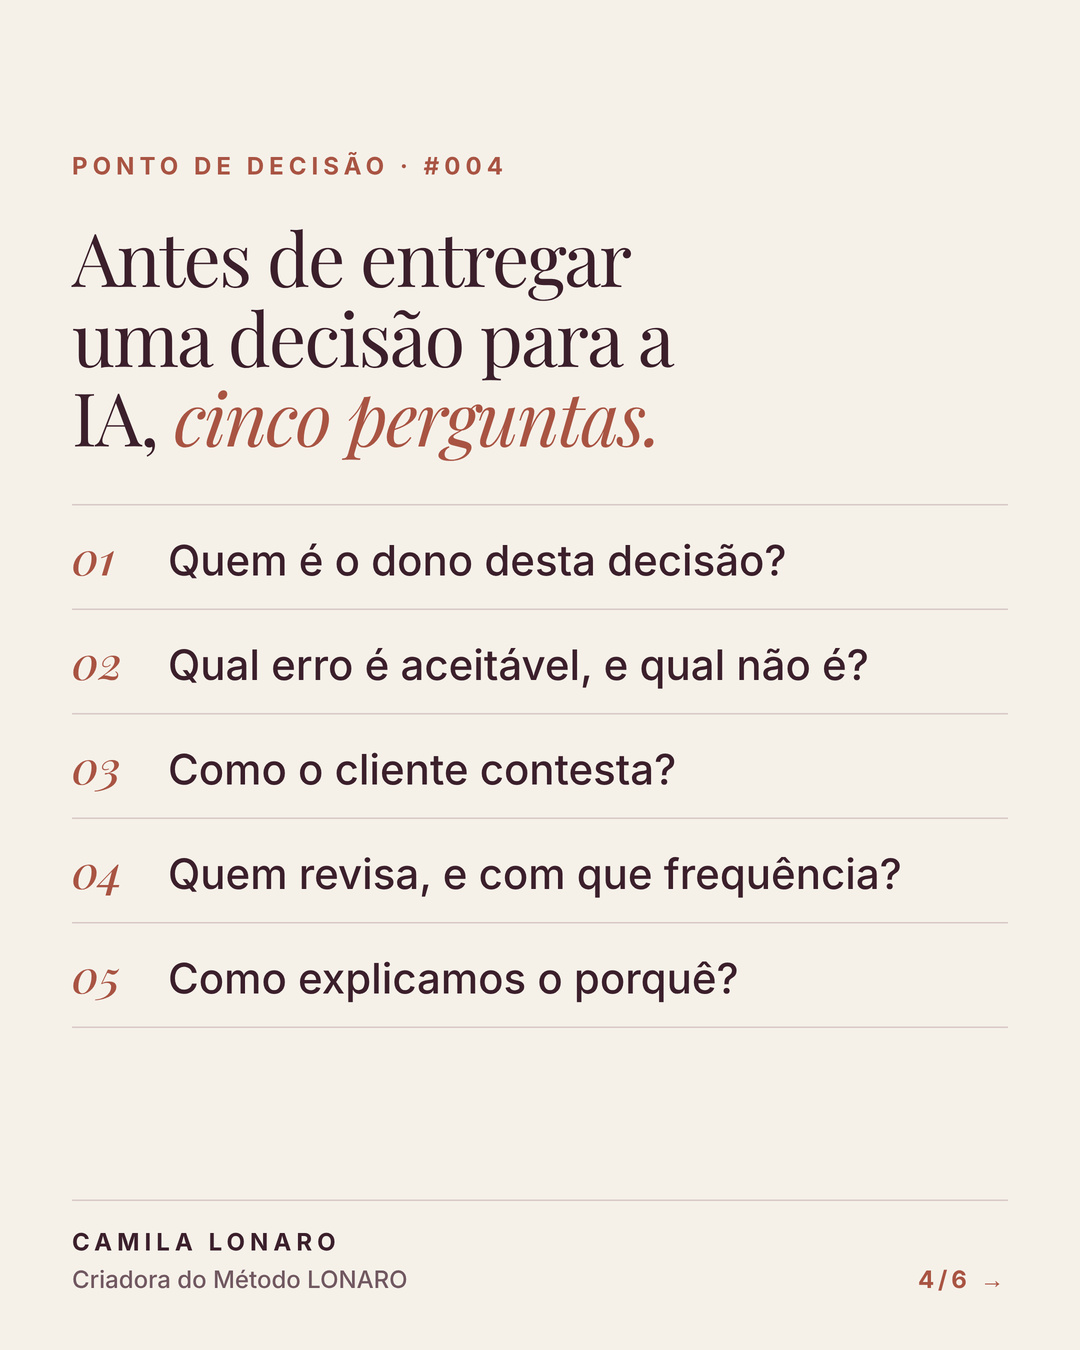 PONTO DE DECISÃO · #004
Antes de entregar
uma decisão para a
IA, cinco perguntas.
01 Quem é o dono desta decisão?
02 Qual erro é aceitável, e qual não é?
03 Como o cliente contesta?
04 Quem revisa, e com que frequência?
05 Como explicamos o porquê?
CAMILA LONARO
Criadora do Método LONARO
4/6 →